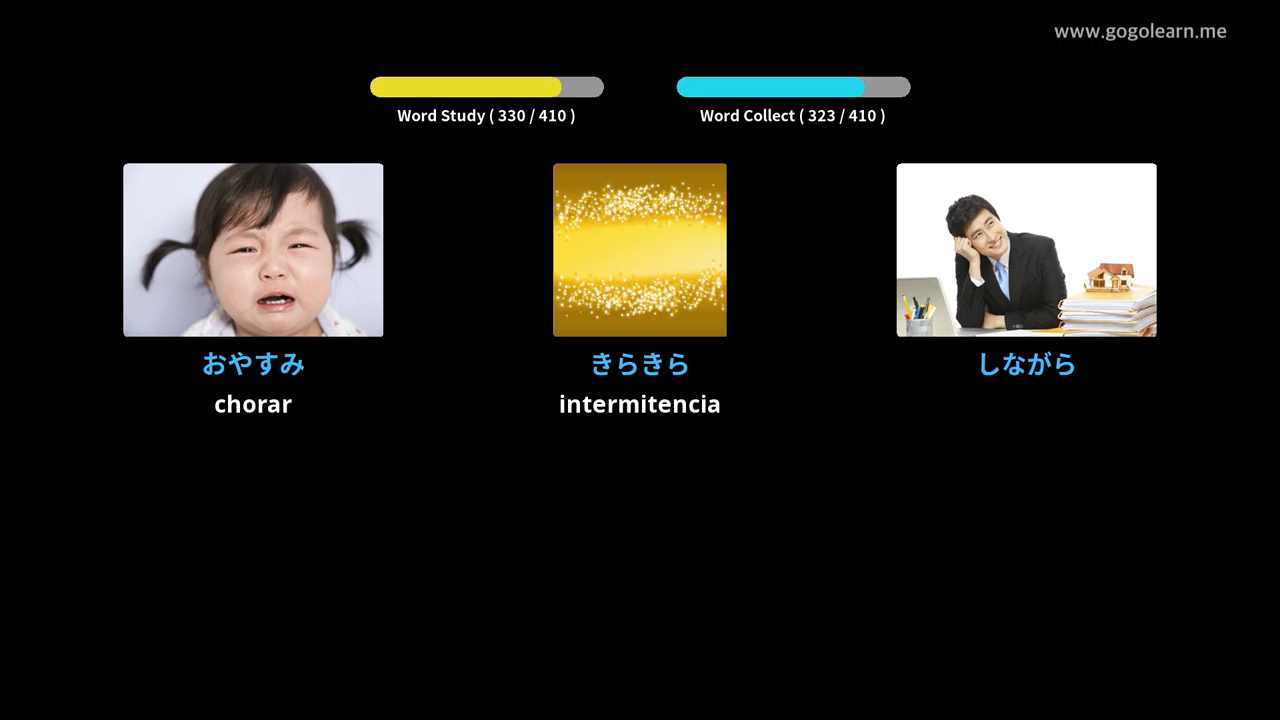 www.gogolearn.me
Word Study ( 330 / 410 )
Word Collect ( 323 / 410 )
おやすみ
きらきら
しながら
chorar
intermitencia